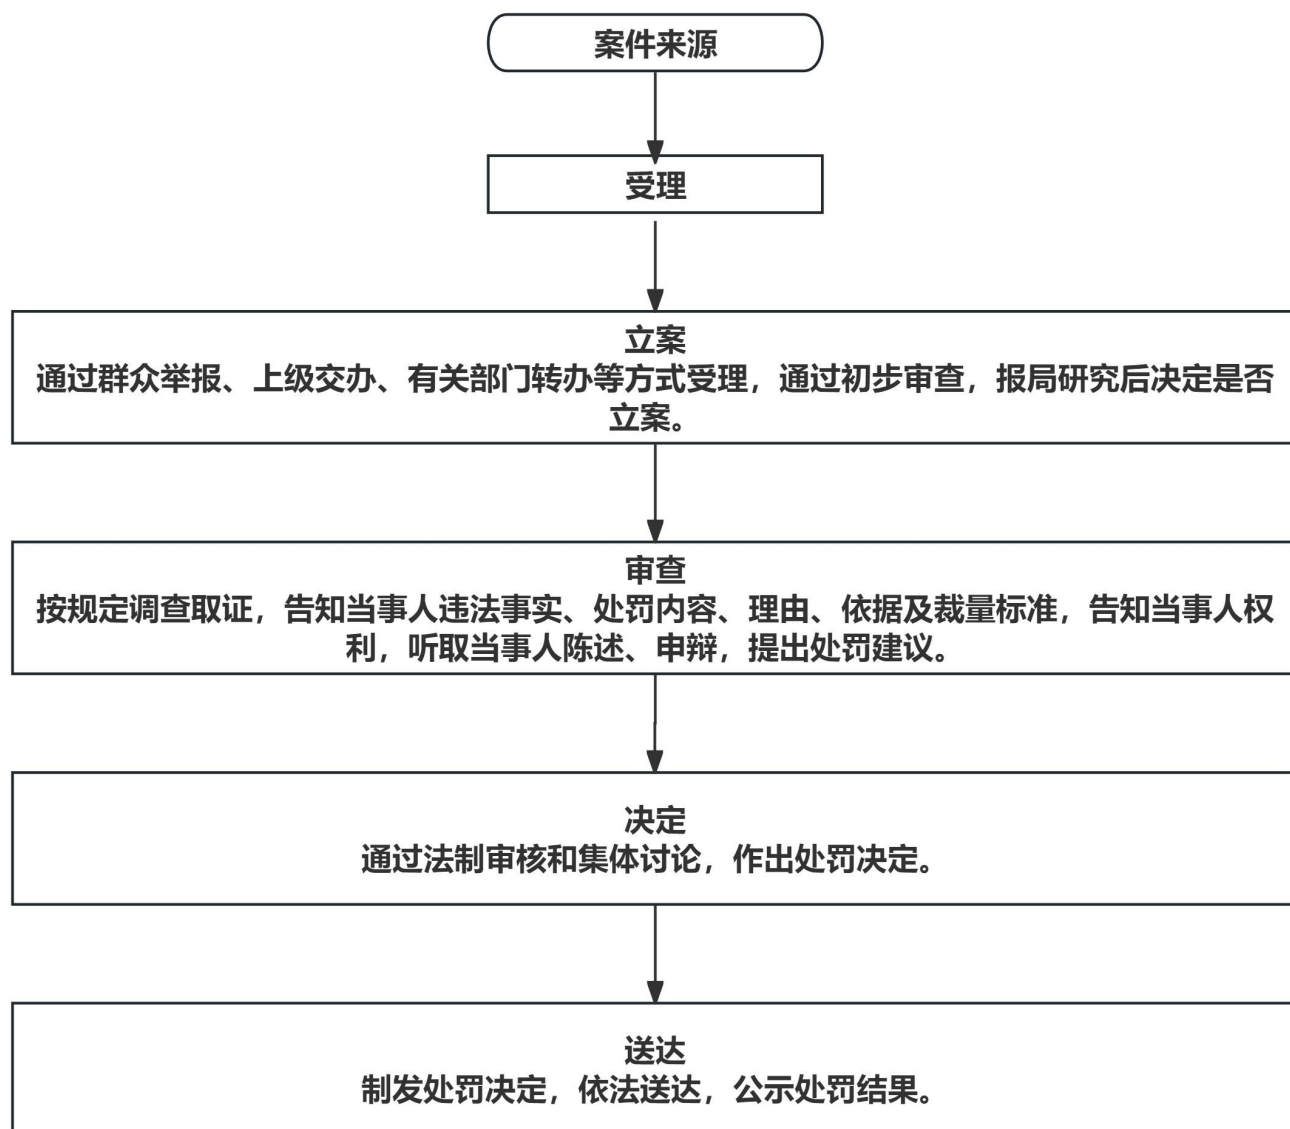 案件来源
受理
立案
通过群众举报、上级交办、有关部门转办等方式受理，通过初步审查，报局研究后决定是否
立案。
审查
按规定调查取证，告知当事人违法事实、处罚内容、理由、依据及裁量标准，告知当事人权
利，听取当事人陈述、申辩，提出处罚建议。
决定
通过法制审核和集体讨论，作出处罚决定。
送达
制发处罚决定，依法送达，公示处罚结果。